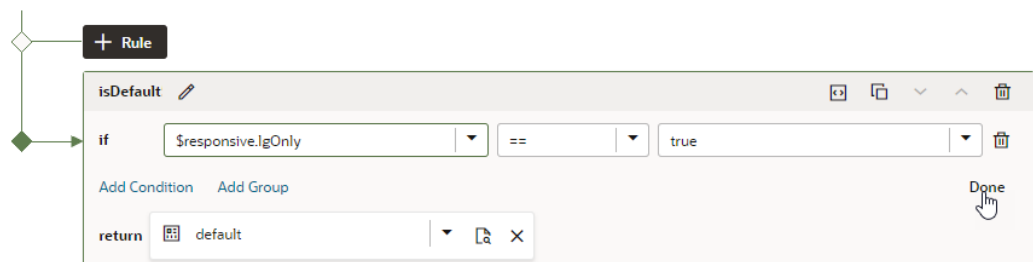 + Rule
isDefault
if $responsive.lgOnly == true
Add Condition Add Group Done
return default